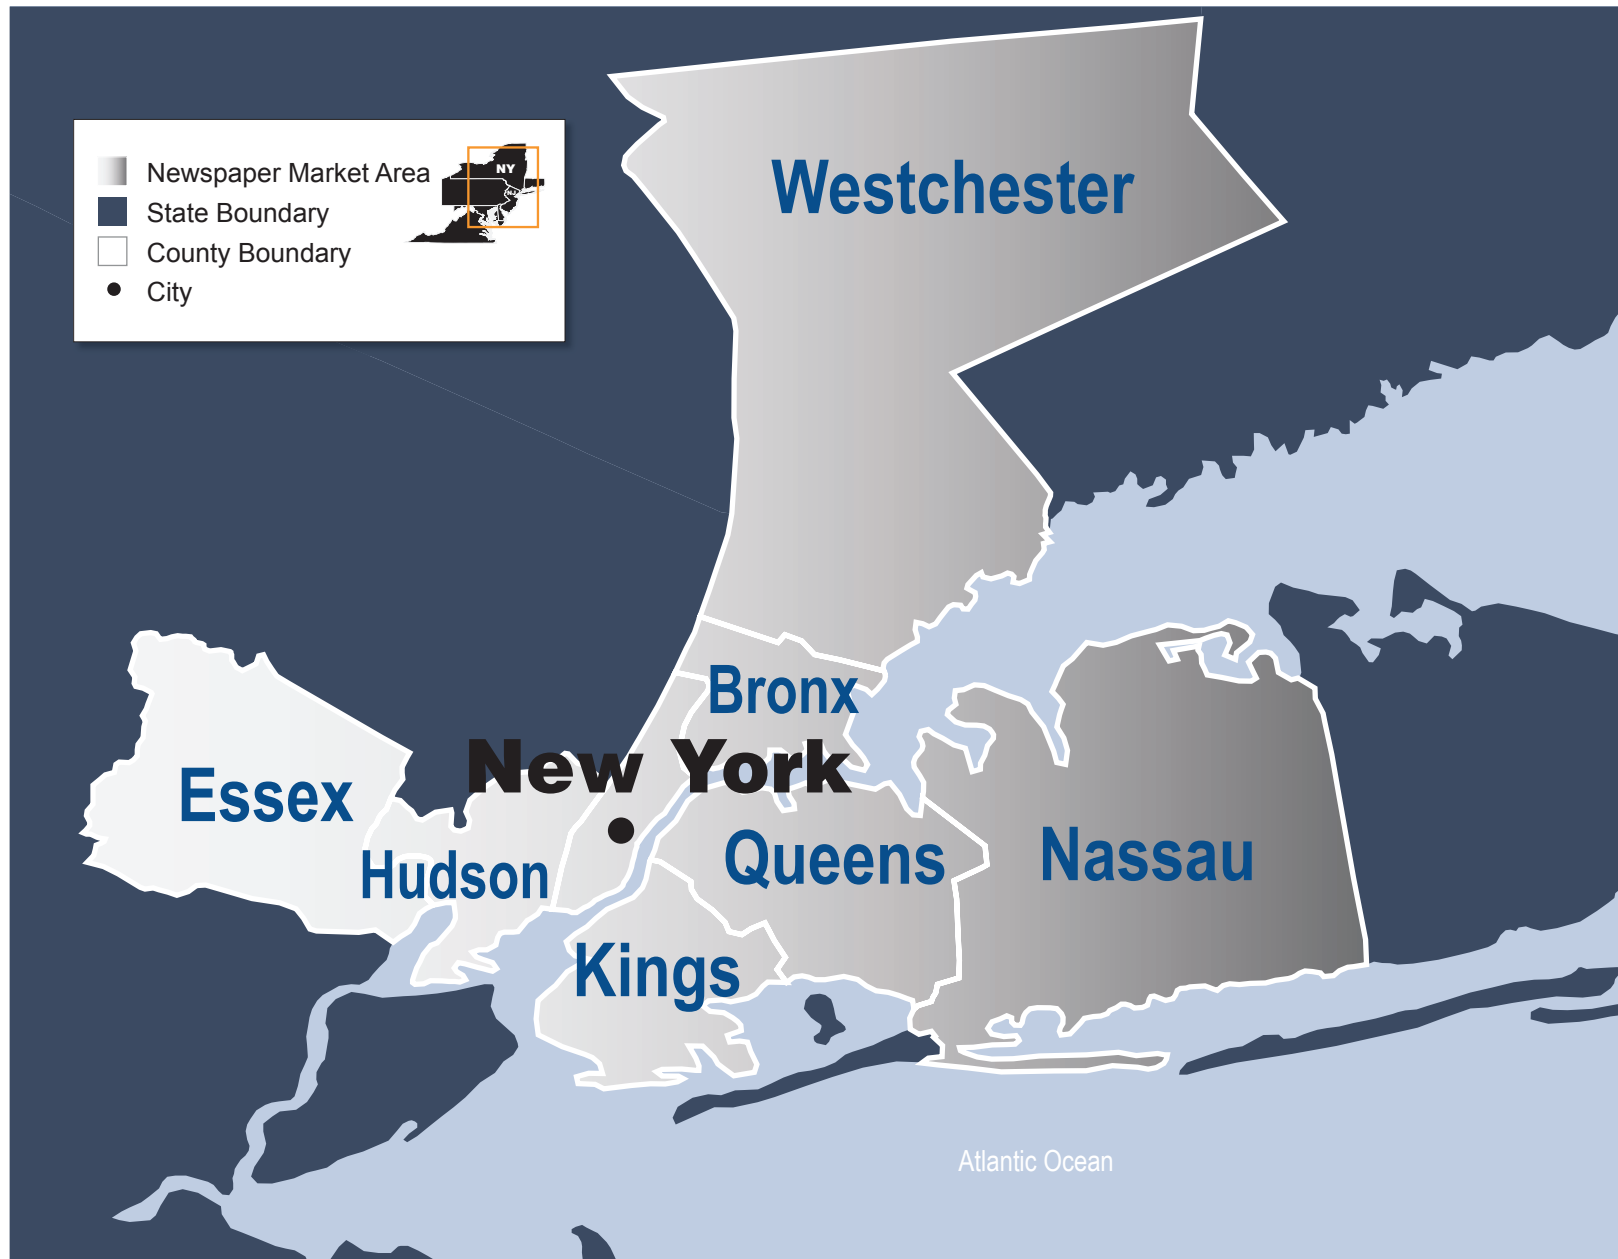 Westchester
Newspaper Market Area
NY
NJ
State Boundary
County Boundary
City
Bronx
New York
Essex
Hudson
Queens
Nassau
Kings
Atlantic Ocean